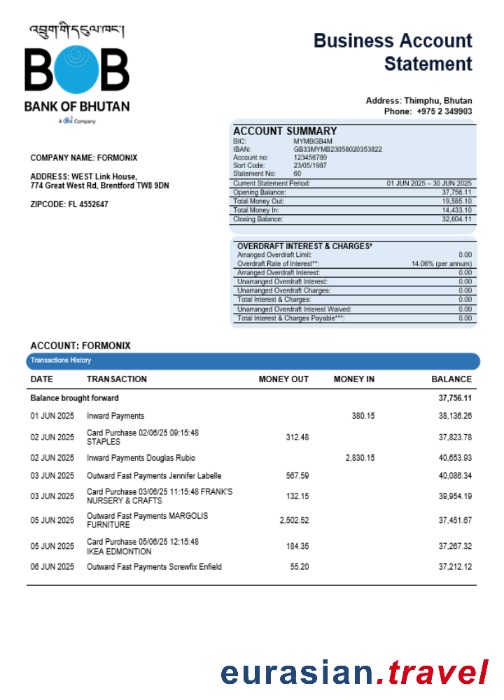 འབྲུག་གི་དངུལ་ཁང་།
BOB
BANK OF BHUTAN
A dhi Company
Business Account
Statement
Address: Thimphu, Bhutan
Phone: +975 2 349903
COMPANY NAME: FORMONIX
ADDRESS: WEST Link House,
774 Great West Rd, Brentford TW8 9DN
ZIPCODE: FL 4552647
ACCOUNT SUMMARY
BIC: MYMBGB4M
IBAN: GB33MYMB23058020353822
Account no: 123456789
Sort Code: 23/05/1987
Statement No: 60
Current Statement Period: 01 JUN 2025 – 30 JUN 2025
Opening Balance: 37,756.11
Total Money Out: 19,585.10
Total Money In: 14,433.10
Closing Balance: 32,604.11
OVERDRAFT INTEREST & CHARGES*
Arranged Overdraft Limit: 0.00
Overdraft Rate of Interest**: 14.06% (per annum)
Arranged Overdraft Interest: 0.00
Unarranged Overdraft Interest: 0.00
Unarranged Overdraft Charges: 0.00
Total Interest & Charges: 0.00
Unarranged Overdraft Interest Waived: 0.00
Total Interest & Charges Payable***: 0.00
ACCOUNT: FORMONIX
Transactions History
DATE TRANSACTION MONEY OUT MONEY IN BALANCE
Balance brought forward 37,756.11
01 JUN 2025 Inward Payments 380.15 38,136.26
02 JUN 2025 Card Purchase 02/06/25 09:15:48 STAPLES 312.48 37,823.78
02 JUN 2025 Inward Payments Douglas Rubio 2,830.15 40,653.93
03 JUN 2025 Outward Fast Payments Jennifer Labelle 567.59 40,086.34
03 JUN 2025 Card Purchase 03/06/25 11:15:48 FRANK'S NURSERY & CRAFTS 132.15 39,954.19
05 JUN 2025 Outward Fast Payments MARGOLIS FURNITURE 2,502.52 37,451.67
05 JUN 2025 Card Purchase 05/06/25 12:15:48 IKEA EDMONTION 184.35 37,267.32
06 JUN 2025 Outward Fast Payments Screwfix Enfield 55.20 37,212.12
eurasian.travel